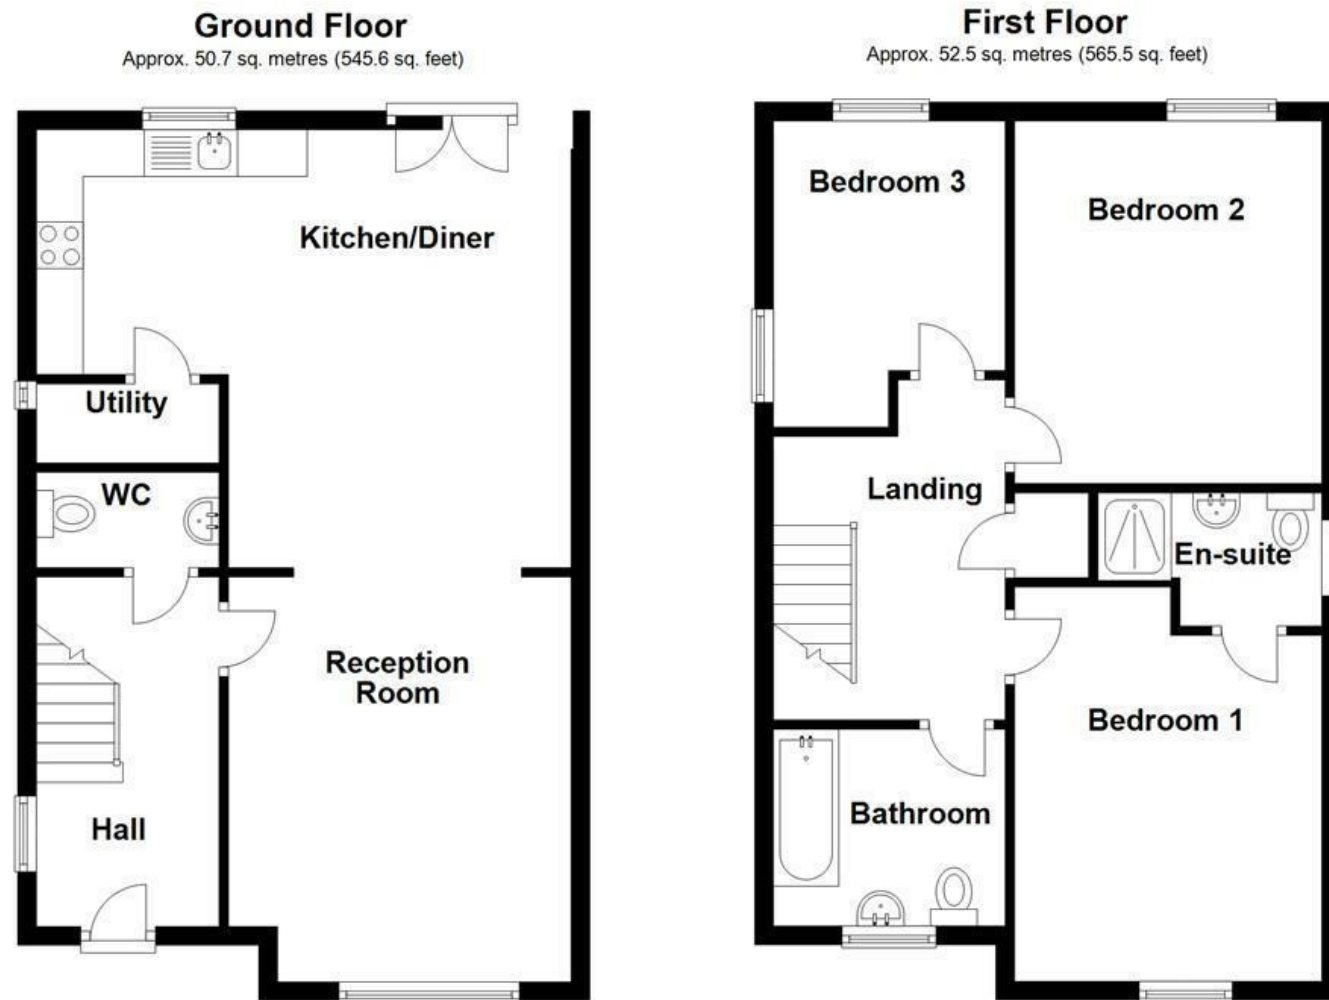 Ground Floor
Approx. 50.7 sq. metres (545.6 sq. feet)
Kitchen/Diner
Utility
WC
Reception
Room
Hall
First Floor
Approx. 52.5 sq. metres (565.5 sq. feet)
Bedroom 3
Bedroom 2
Landing
En-suite
Bedroom 1
Bathroom